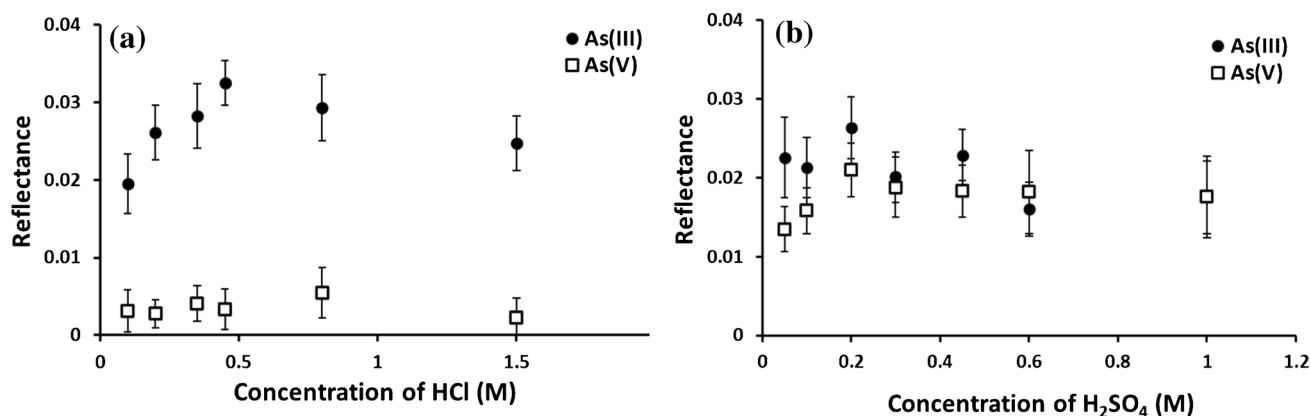 (a)
As(III)
As(V)
Reflectance
0.04
0.03
0.02
0.01
0
0 0.5 1 1.5
Concentration of HCl (M)
(b)
As(III)
As(V)
Reflectance
0.04
0.03
0.02
0.01
0
0 0.2 0.4 0.6 0.8 1 1.2
Concentration of H₂SO₄ (M)